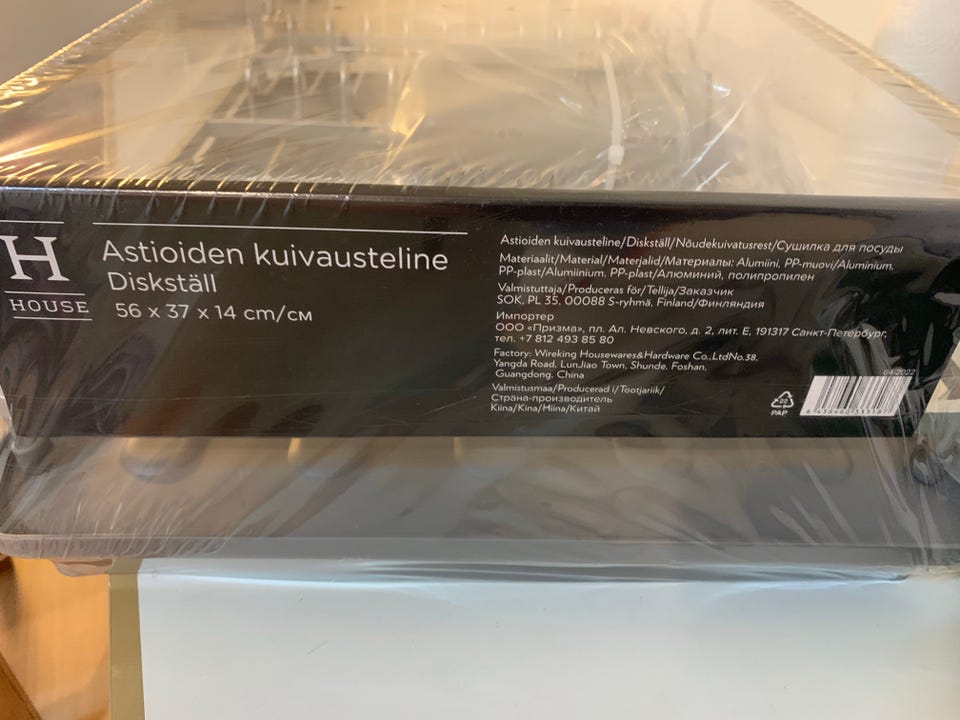 H
HOUSE
Astioiden kuivausteline
Diskställ
56 x 37 x 14 cm/см
Astioiden kuivausteline/Diskställ/Nõudekuivatusrest/Сушилка для посуды
Materiaalit/Material/Materjalid/Материалы: Alumiini, PP-muovi/Aluminium,
PP-plast/Alumiinium, PP-plast/Алюминий, полипропилен
Valmistuttaja/Produceras för/Tellija/Заказчик
SOK, PL 35, 00088 S-ryhmä, Finland/Финляндия
Импортер
ООО «Призма», пл. Ал. Невского, д. 2, лит. Е, 191317 Санкт-Петербург,
тел. +7 812 493 85 80
Factory: Wireking Housewares&Hardware Co.,LtdNo.38,
Yangda Road, LunJiao Town, Shunde, Foshan,
Guangdong, China
Valmistusmaa/Producerad i/Tootjariik/
Страна-производитель
Kiina/Kina/Hiina/Китай
PAP
04/2022